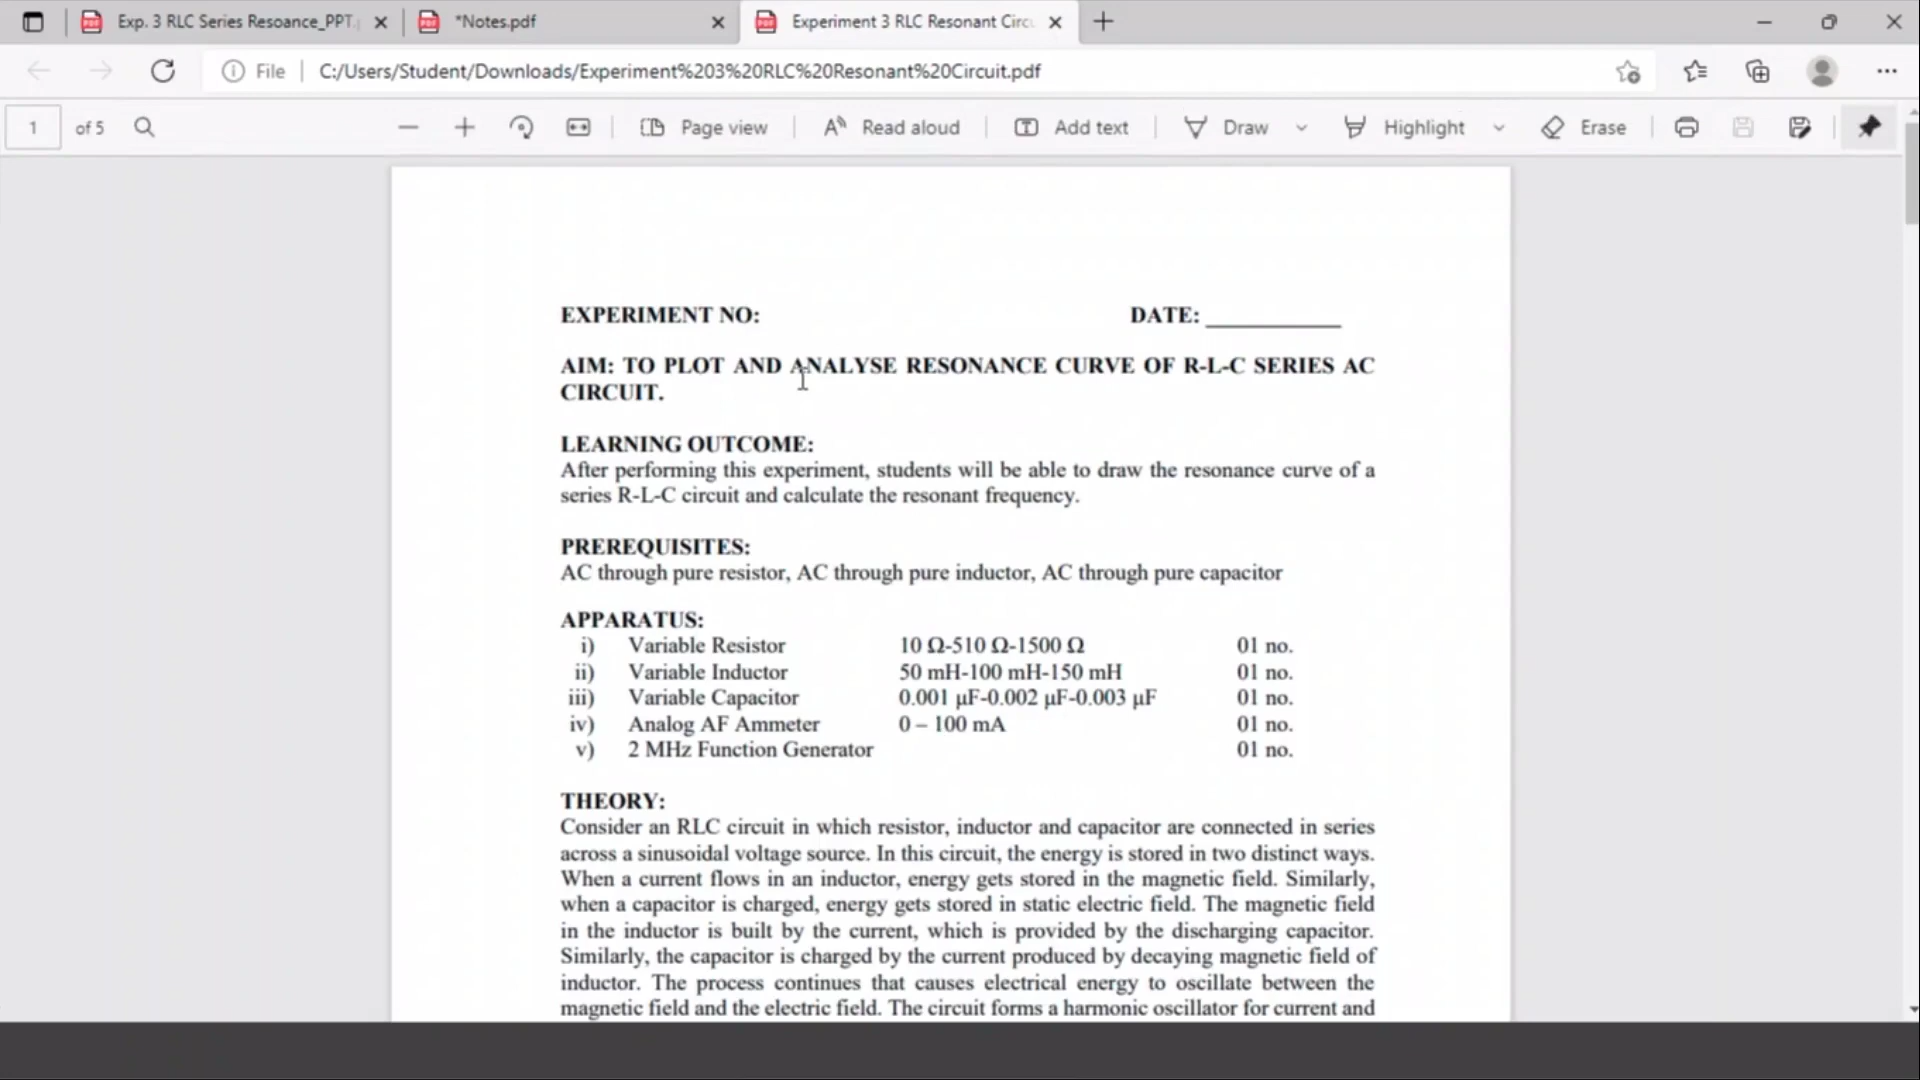 Exp. 3 RLC Series Resoance_PPT.
*Notes.pdf
Experiment 3 RLC Resonant Circu
File
C:/Users/Student/Downloads/Experiment%203%20RLC%20Resonant%20Circuit.pdf
1 of 5
Page view
Read aloud
Add text
Draw
Highlight
Erase
EXPERIMENT NO: DATE: ____________
AIM: TO PLOT AND ANALYSE RESONANCE CURVE OF R-L-C SERIES AC
CIRCUIT.
LEARNING OUTCOME:
After performing this experiment, students will be able to draw the resonance curve of a
series R-L-C circuit and calculate the resonant frequency.
PREREQUISITES:
AC through pure resistor, AC through pure inductor, AC through pure capacitor
APPARATUS:
i) Variable Resistor 10 Ω-510 Ω-1500 Ω 01 no.
ii) Variable Inductor 50 mH-100 mH-150 mH 01 no.
iii) Variable Capacitor 0.001 µF-0.002 µF-0.003 µF 01 no.
iv) Analog AF Ammeter 0 – 100 mA 01 no.
v) 2 MHz Function Generator 01 no.
THEORY:
Consider an RLC circuit in which resistor, inductor and capacitor are connected in series
across a sinusoidal voltage source. In this circuit, the energy is stored in two distinct ways.
When a current flows in an inductor, energy gets stored in the magnetic field. Similarly,
when a capacitor is charged, energy gets stored in static electric field. The magnetic field
in the inductor is built by the current, which is provided by the discharging capacitor.
Similarly, the capacitor is charged by the current produced by decaying magnetic field of
inductor. The process continues that causes electrical energy to oscillate between the
magnetic field and the electric field. The circuit forms a harmonic oscillator for current and